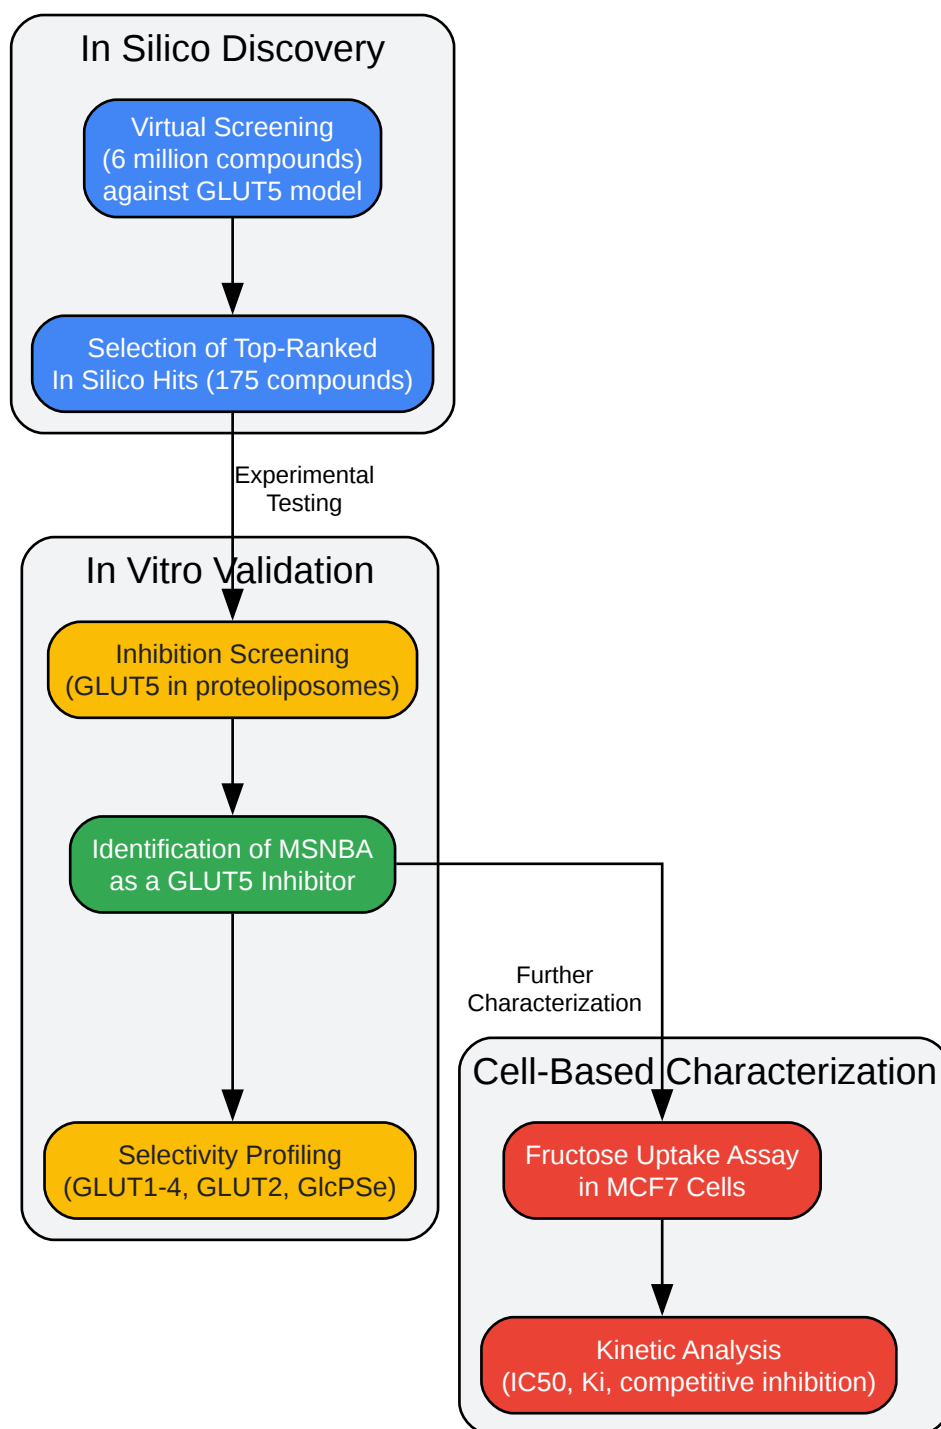 In Silico Discovery
Virtual Screening
(6 million compounds)
against GLUT5 model
Selection of Top-Ranked
In Silico Hits (175 compounds)
Experimental
Testing
In Vitro Validation
Inhibition Screening
(GLUT5 in proteoliposomes)
Identification of MSNBA
as a GLUT5 Inhibitor
Further
Characterization
Selectivity Profiling
(GLUT1-4, GLUT2, GlcPSe)
Cell-Based Characterization
Fructose Uptake Assay
in MCF7 Cells
Kinetic Analysis
(IC50, Ki, competitive inhibition)